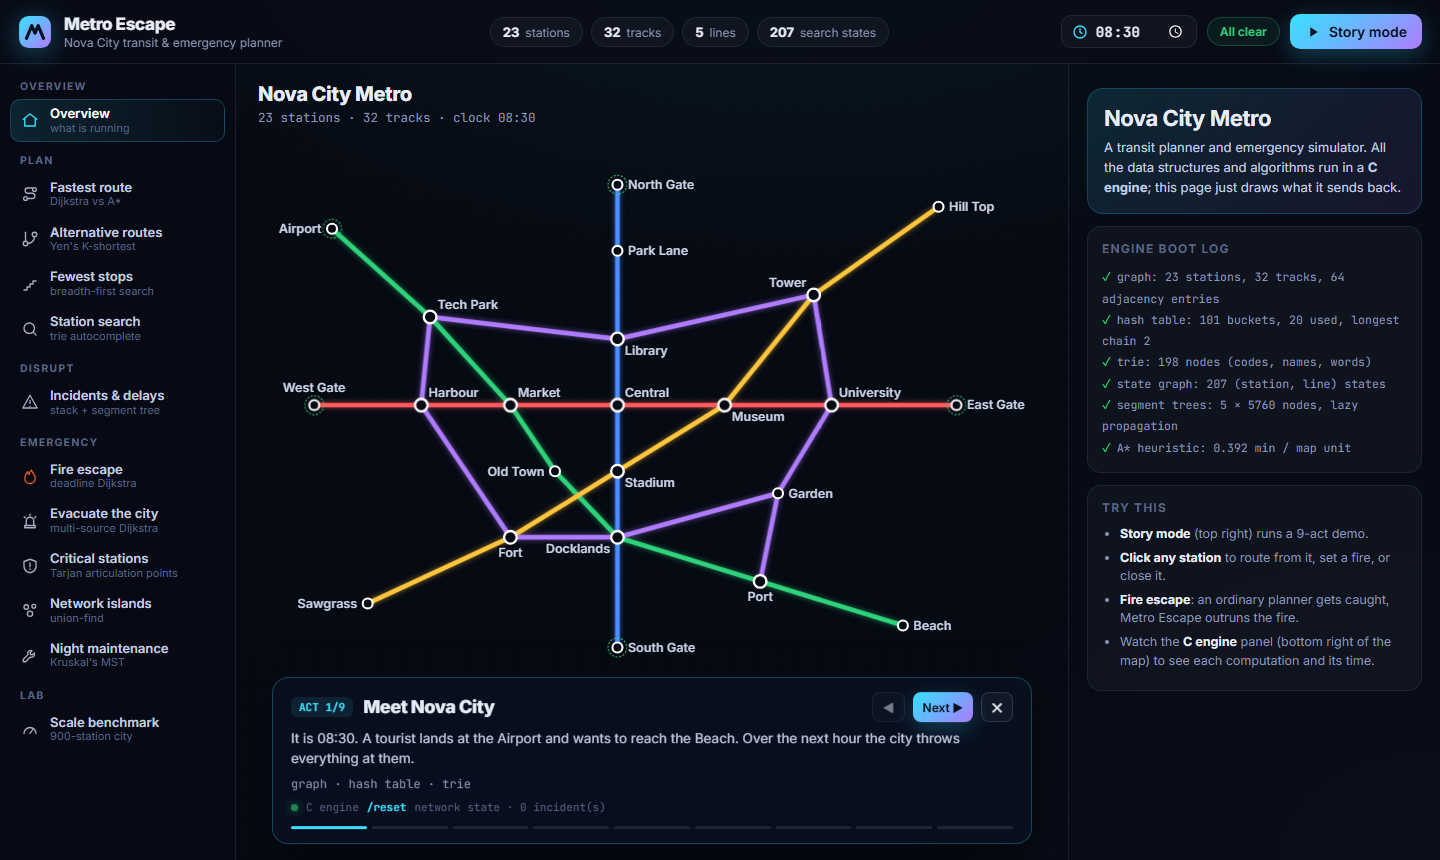 Metro Escape
Nova City transit & emergency planner
23 stations
32 tracks
5 lines
207 search states
08:30
All clear
Story mode
OVERVIEW
Overview
what is running
PLAN
Fastest route
Dijkstra vs A*
Alternative routes
Yen's K-shortest
Fewest stops
breadth-first search
Station search
trie autocomplete
DISRUPT
Incidents & delays
stack + segment tree
EMERGENCY
Fire escape
deadline Dijkstra
Evacuate the city
multi-source Dijkstra
Critical stations
Tarjan articulation points
Network islands
union-find
Night maintenance
Kruskal's MST
LAB
Scale benchmark
900-station city
Nova City Metro
23 stations · 32 tracks · clock 08:30
North Gate
Hill Top
Airport
Park Lane
Tower
Tech Park
Library
West Gate
Harbour
Market
Central
University
Museum
East Gate
Old Town
Stadium
Garden
Fort
Docklands
Port
Sawgrass
Beach
South Gate
ACT 1/9
Meet Nova City
Next
It is 08:30. A tourist lands at the Airport and wants to reach the Beach. Over the next hour the city throws
everything at them.
graph · hash table · trie
C engine /reset network state · 0 incident(s)
Nova City Metro
A transit planner and emergency simulator. All
the data structures and algorithms run in a C
engine; this page just draws what it sends back.
ENGINE BOOT LOG
✓ graph: 23 stations, 32 tracks, 64
adjacency entries
✓ hash table: 101 buckets, 20 used, longest
chain 2
✓ trie: 198 nodes (codes, names, words)
✓ state graph: 207 (station, line) states
✓ segment trees: 5 × 5760 nodes, lazy
propagation
✓ A* heuristic: 0.392 min / map unit
TRY THIS
• Story mode (top right) runs a 9-act demo.
• Click any station to route from it, set a fire, or
close it.
• Fire escape: an ordinary planner gets caught,
Metro Escape outruns the fire.
• Watch the C engine panel (bottom right of the
map) to see each computation and its time.